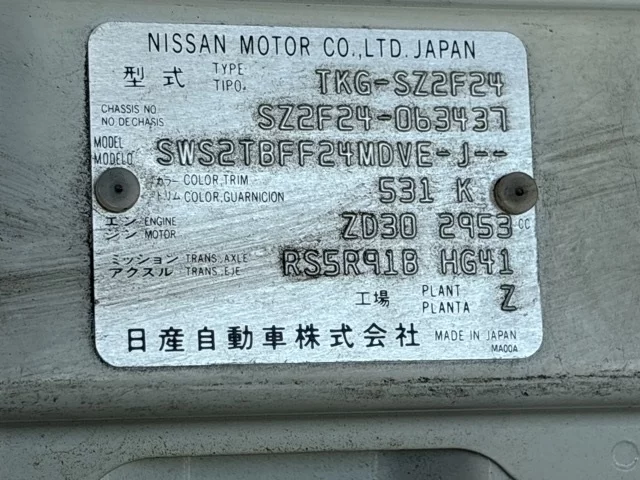 NISSAN MOTOR CO.,LTD. JAPAN
型式 TYPE TIPO. TKG-SZ2F24
CHASSIS NO NO DE CHASIS SZ2F24-063437
MODEL MODELO SWS2TBFF24MDVE-J--
カラー COLOR,TRIM
トリム COLOR,GUARNICION 531 K
エンジン ENGINE MOTOR ZD30 2953 CC
ミッション TRANS,AXLE
アクスル TRANS,EJE RS5R91B HG41
工場 PLANT PLANTA Z
日産自動車株式会社 MADE IN JAPAN
MA00A